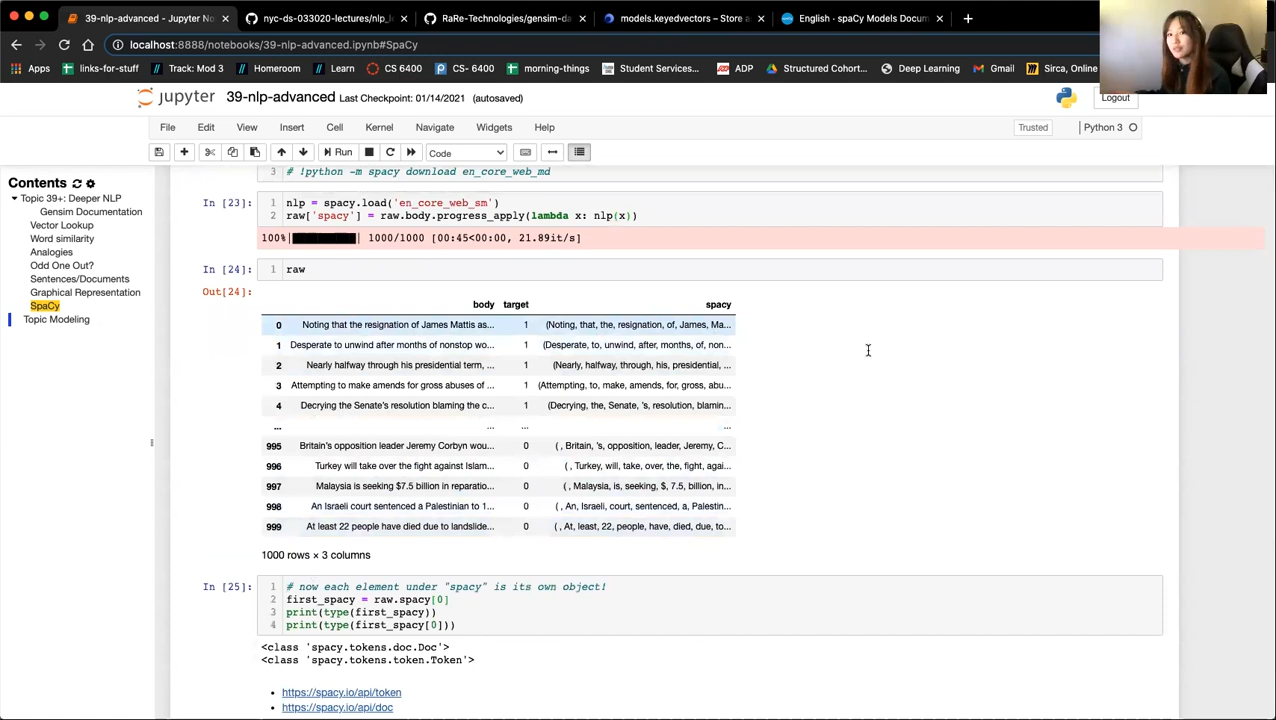 39-nlp-advanced - Jupyter No
nyc-ds-033020-lectures/nlp_l
RaRe-Technologies/gensim-da
models.keyedvectors – Store a
English · spaCy Models Docum
localhost:8888/notebooks/39-nlp-advanced.ipynb#SpaCy
Apps links-for-stuff Track: Mod 3 Homeroom Learn CS 6400 CS- 6400 morning-things Student Services... ADP Structured Cohort... Deep Learning Gmail Sirca, Online
jupyter 39-nlp-advanced Last Checkpoint: 01/14/2021 (autosaved)
Logout
File Edit View Insert Cell Kernel Navigate Widgets Help
Trusted Python 3
Run Code
Contents
Topic 39+: Deeper NLP
Gensim Documentation
Vector Lookup
Word similarity
Analogies
Odd One Out?
Sentences/Documents
Graphical Representation
SpaCy
Topic Modeling
3 # !python -m spacy download en_core_web_md
In [23]: 1 nlp = spacy.load('en_core_web_sm')
2 raw['spacy'] = raw.body.progress_apply(lambda x: nlp(x))
100%| | 1000/1000 [00:45<00:00, 21.89it/s]
In [24]: 1 raw
Out[24]:
body target spacy
0 Noting that the resignation of James Mattis as... 1 (Noting, that, the, resignation, of, James, Ma...
1 Desperate to unwind after months of nonstop wo... 1 (Desperate, to, unwind, after, months, of, non...
2 Nearly halfway through his presidential term, ... 1 (Nearly, halfway, through, his, presidential, ...
3 Attempting to make amends for gross abuses of ... 1 (Attempting, to, make, amends, for, gross, abu...
4 Decrying the Senate's resolution blaming the c... 1 (Decrying, the, Senate, 's, resolution, blamin...
... ... ... ...
995 Britain's opposition leader Jeremy Corbyn wou... 0 ( , Britain, 's, opposition, leader, Jeremy, C...
996 Turkey will take over the fight against Islam... 0 ( , Turkey, will, take, over, the, fight, agai...
997 Malaysia is seeking $7.5 billion in reparatio... 0 ( , Malaysia, is, seeking, $, 7.5, billion, in...
998 An Israeli court sentenced a Palestinian to 1... 0 ( , An, Israeli, court, sentenced, a, Palestin...
999 At least 22 people have died due to landslide... 0 ( , At, least, 22, people, have, died, due, to...
1000 rows × 3 columns
In [25]: 1 # now each element under "spacy" is its own object!
2 first_spacy = raw.spacy[0]
3 print(type(first_spacy))
4 print(type(first_spacy[0]))
<class 'spacy.tokens.doc.Doc'>
<class 'spacy.tokens.token.Token'>
• https://spacy.io/api/token
• https://spacy.io/api/doc